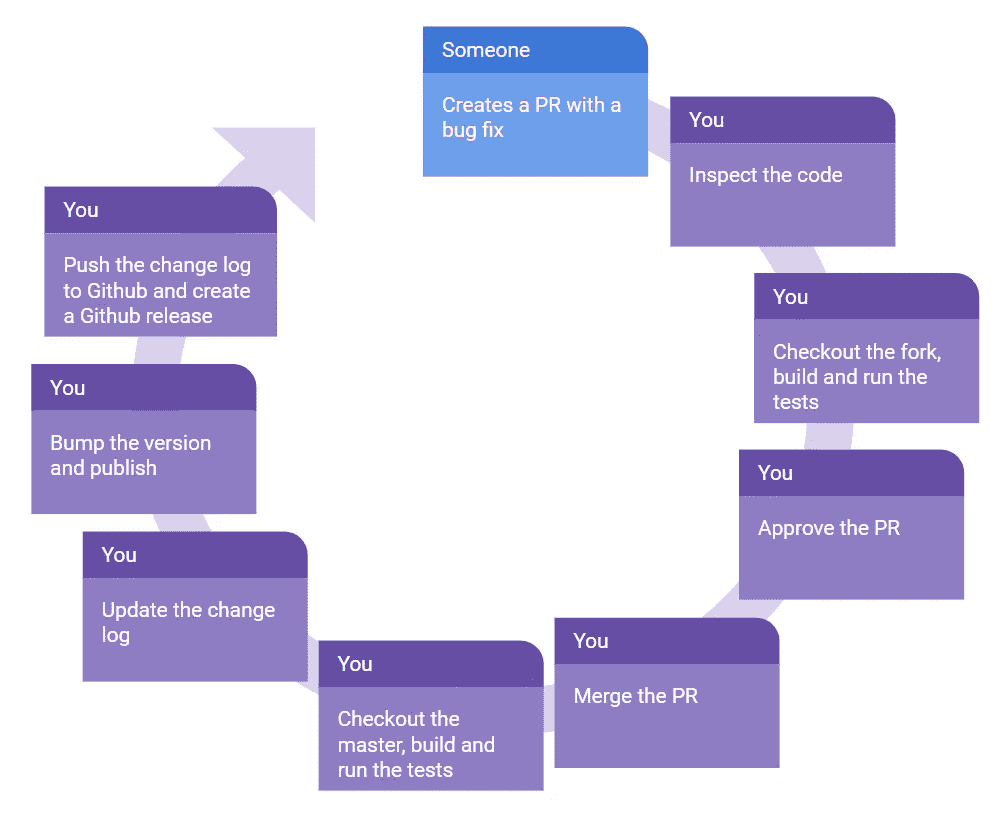 Someone
Creates a PR with a
bug fix
You
Inspect the code
You
Checkout the fork,
build and run the
tests
You
Approve the PR
You
Merge the PR
You
Checkout the
master, build and
run the tests
You
Update the change
log
You
Bump the version
and publish
You
Push the change log
to Github and create
a Github release